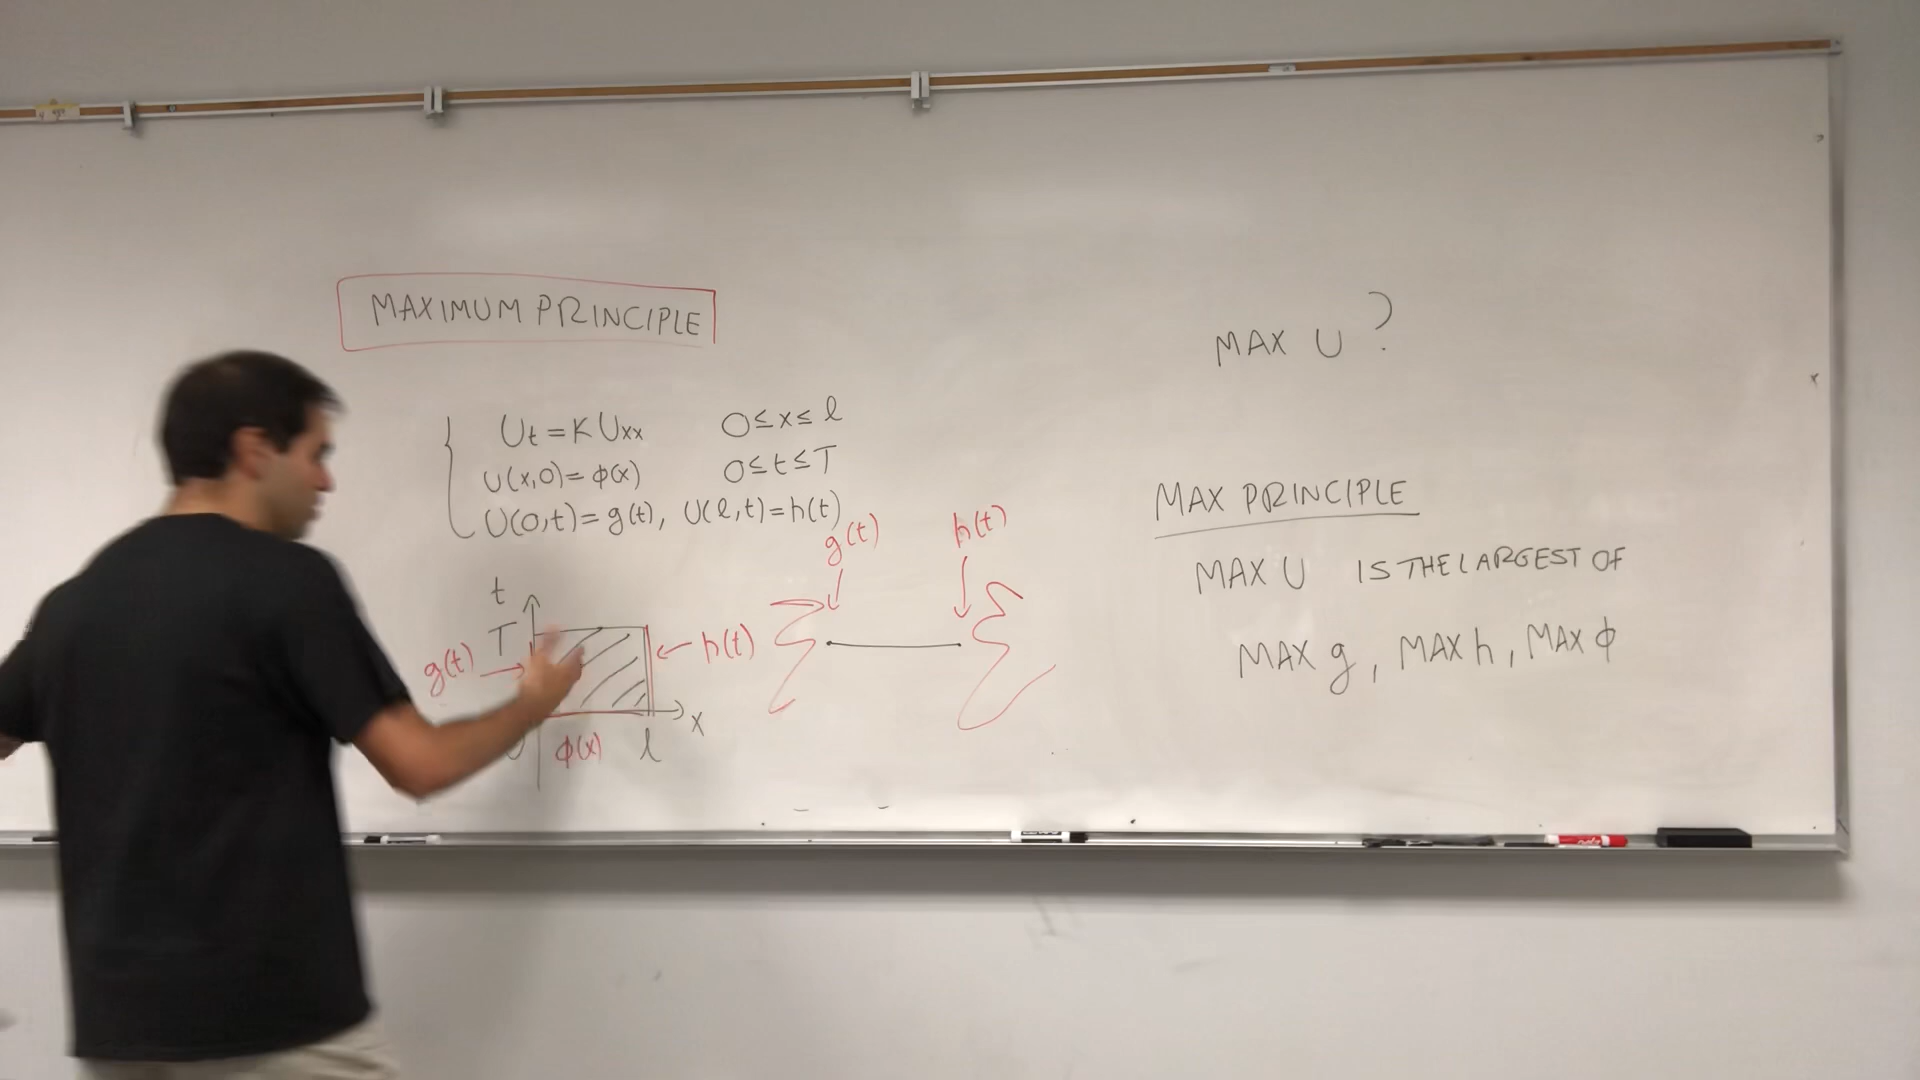 MAXIMUM PRINCIPLE
Ut = K Uxx 0≤x≤ℓ
U(x,0)=ϕ(x) 0≤t≤T
U(0,t)=g(t), U(ℓ,t)=h(t)
g(t) h(t)
t
T
g(t) h(t)
x
ϕ(x) ℓ
MAX U ?
MAX PRINCIPLE
MAX U IS THE LARGEST OF
MAX g, MAX h, MAX ϕ